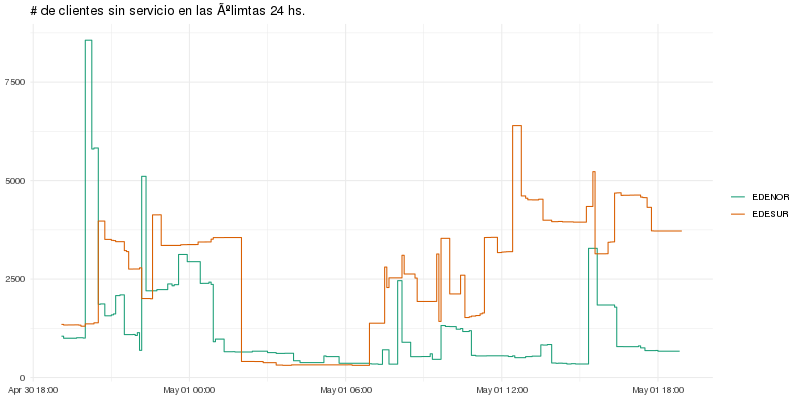 # de clientes sin servicio en las Ãºlimtas 24 hs.
7500
5000
2500
0
Apr 30 18:00 May 01 00:00 May 01 06:00 May 01 12:00 May 01 18:00
EDENOR
EDESUR